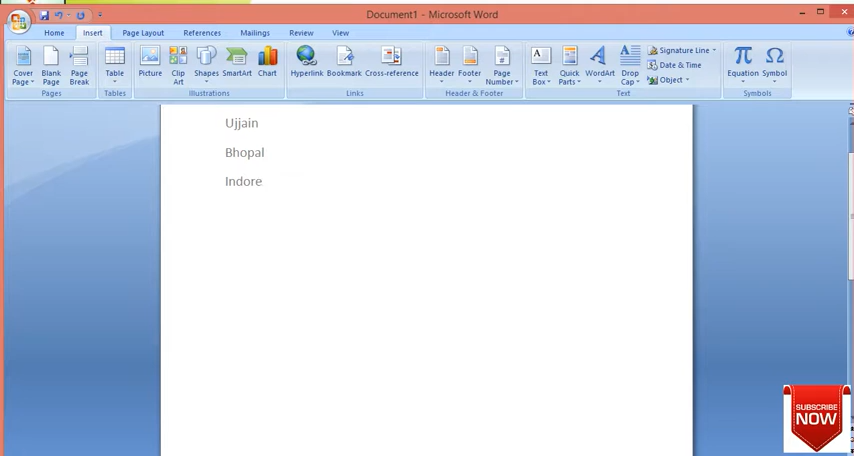 Document1 - Microsoft Word
Home Insert Page Layout References Mailings Review View
Cover Page Blank Page Page Break Table Picture Clip Art Shapes SmartArt Chart Hyperlink Bookmark Cross-reference Header Footer Page Number Text Box Quick Parts WordArt Drop Cap Signature Line Date & Time Object Equation Symbol
Pages Tables Illustrations Links Header & Footer Text Symbols
Ujjain
Bhopal
Indore
SUBSCRIBE
NOW